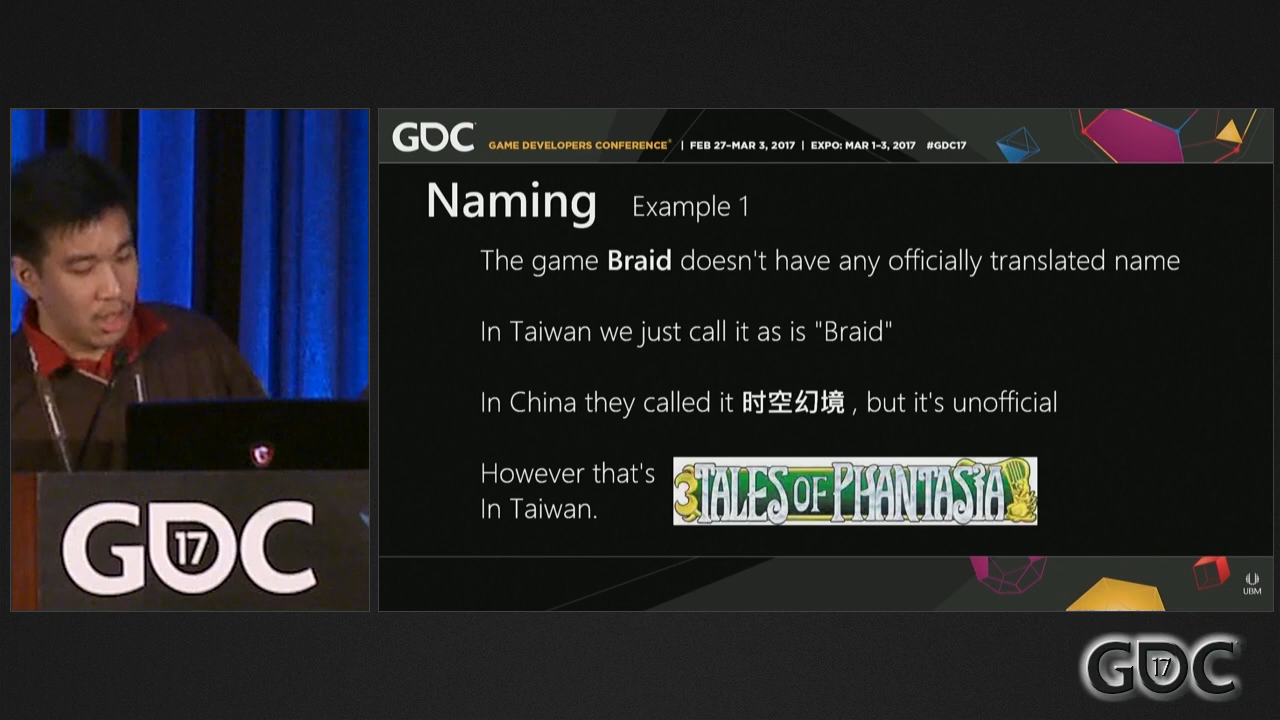 GDC
GAME DEVELOPERS CONFERENCE® | FEB 27–MAR 3, 2017 | EXPO: MAR 1–3, 2017 #GDC17
Naming Example 1
The game Braid doesn't have any officially translated name
In Taiwan we just call it as is "Braid"
In China they called it 时空幻境 , but it's unofficial
However that's
In Taiwan.
TALES OF PHANTASIA
UBM
GDC
17
GDC
17